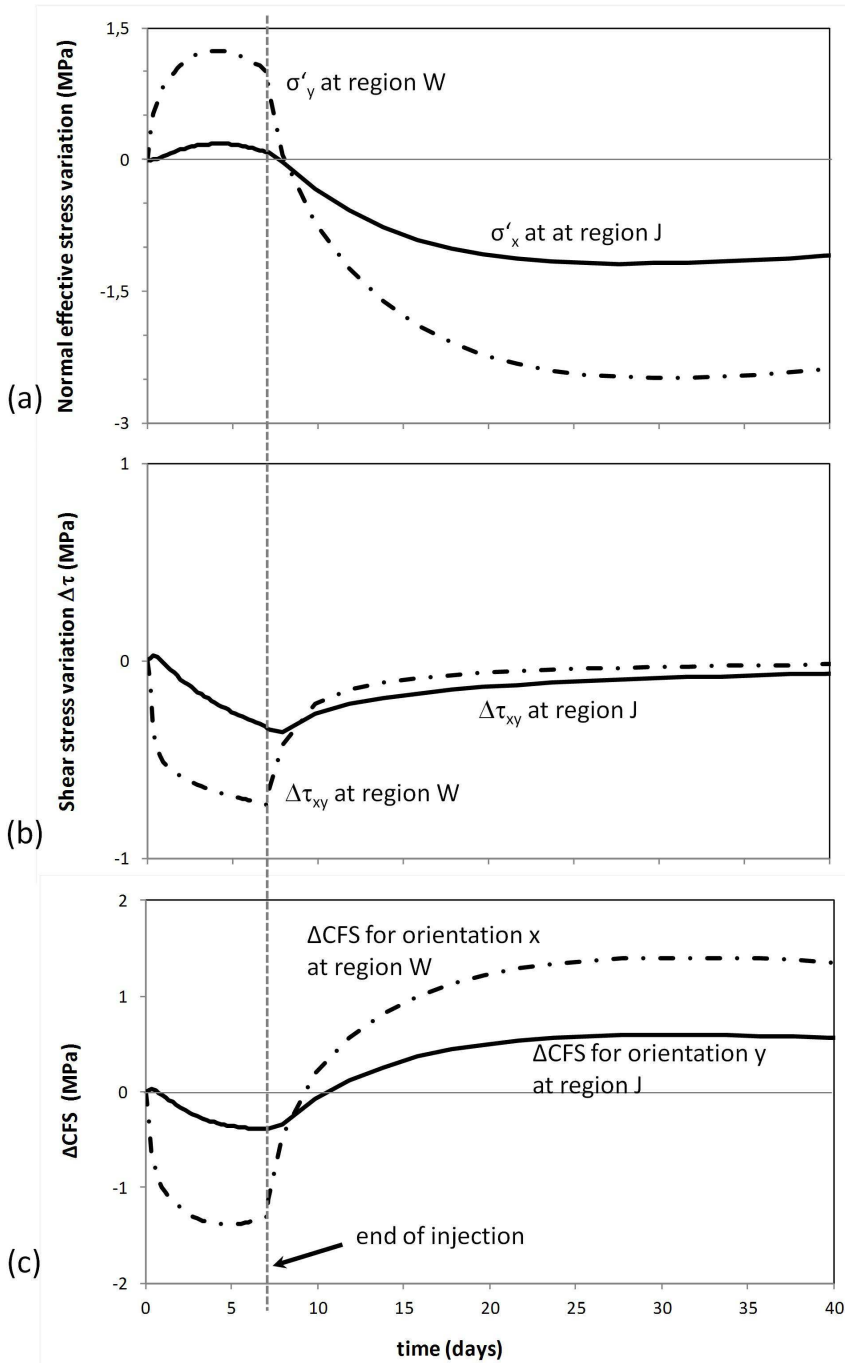 (a)
Normal effective stress variation (MPa)
1,5
0
-1,5
-3
σ‘y at region W
σ‘x at at region J
(b)
Shear stress variation Δτ (MPa)
1
0
-1
Δτxy at region J
Δτxy at region W
(c)
ΔCFS (MPa)
2
1
0
-1
-2
ΔCFS for orientation x
at region W
ΔCFS for orientation y
at region J
end of injection
0 5 10 15 20 25 30 35 40
time (days)